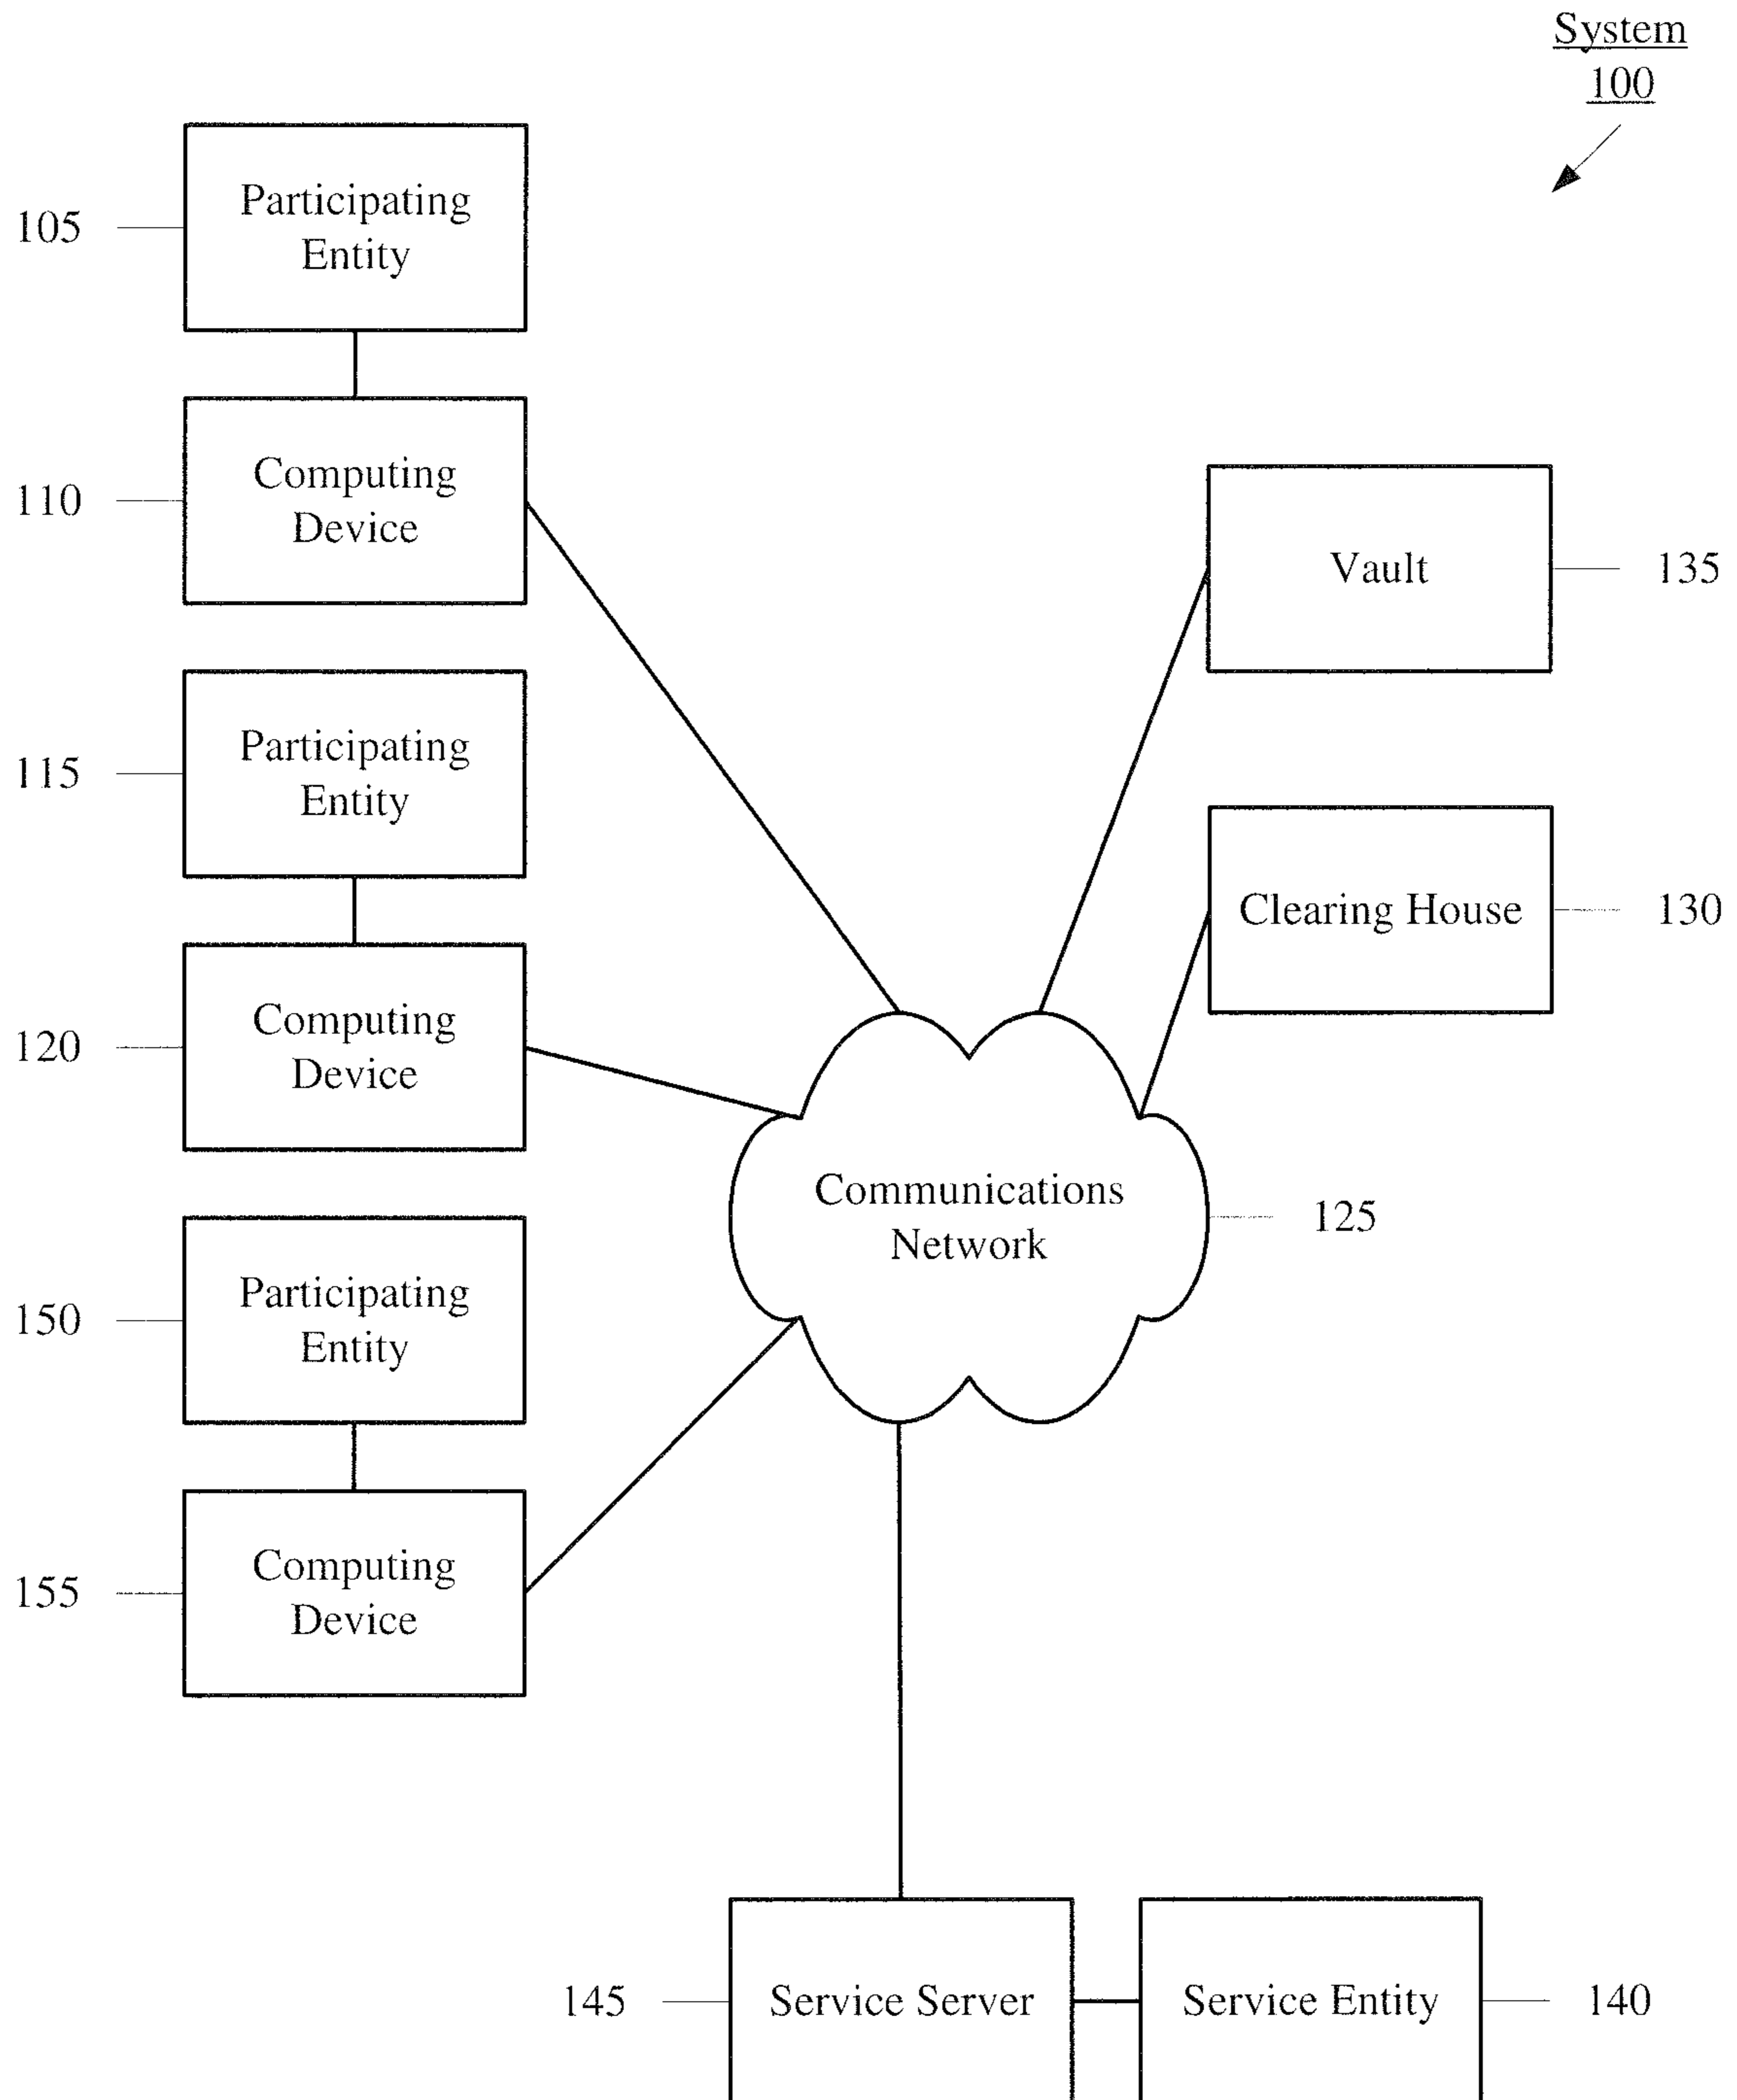 System
100
105
Participating
Entity
110
Computing
Device
115
Participating
Entity
120
Computing
Device
150
Participating
Entity
155
Computing
Device
Vault
135
Clearing House
130
Communications
Network
125
145
Service Server
Service Entity
140